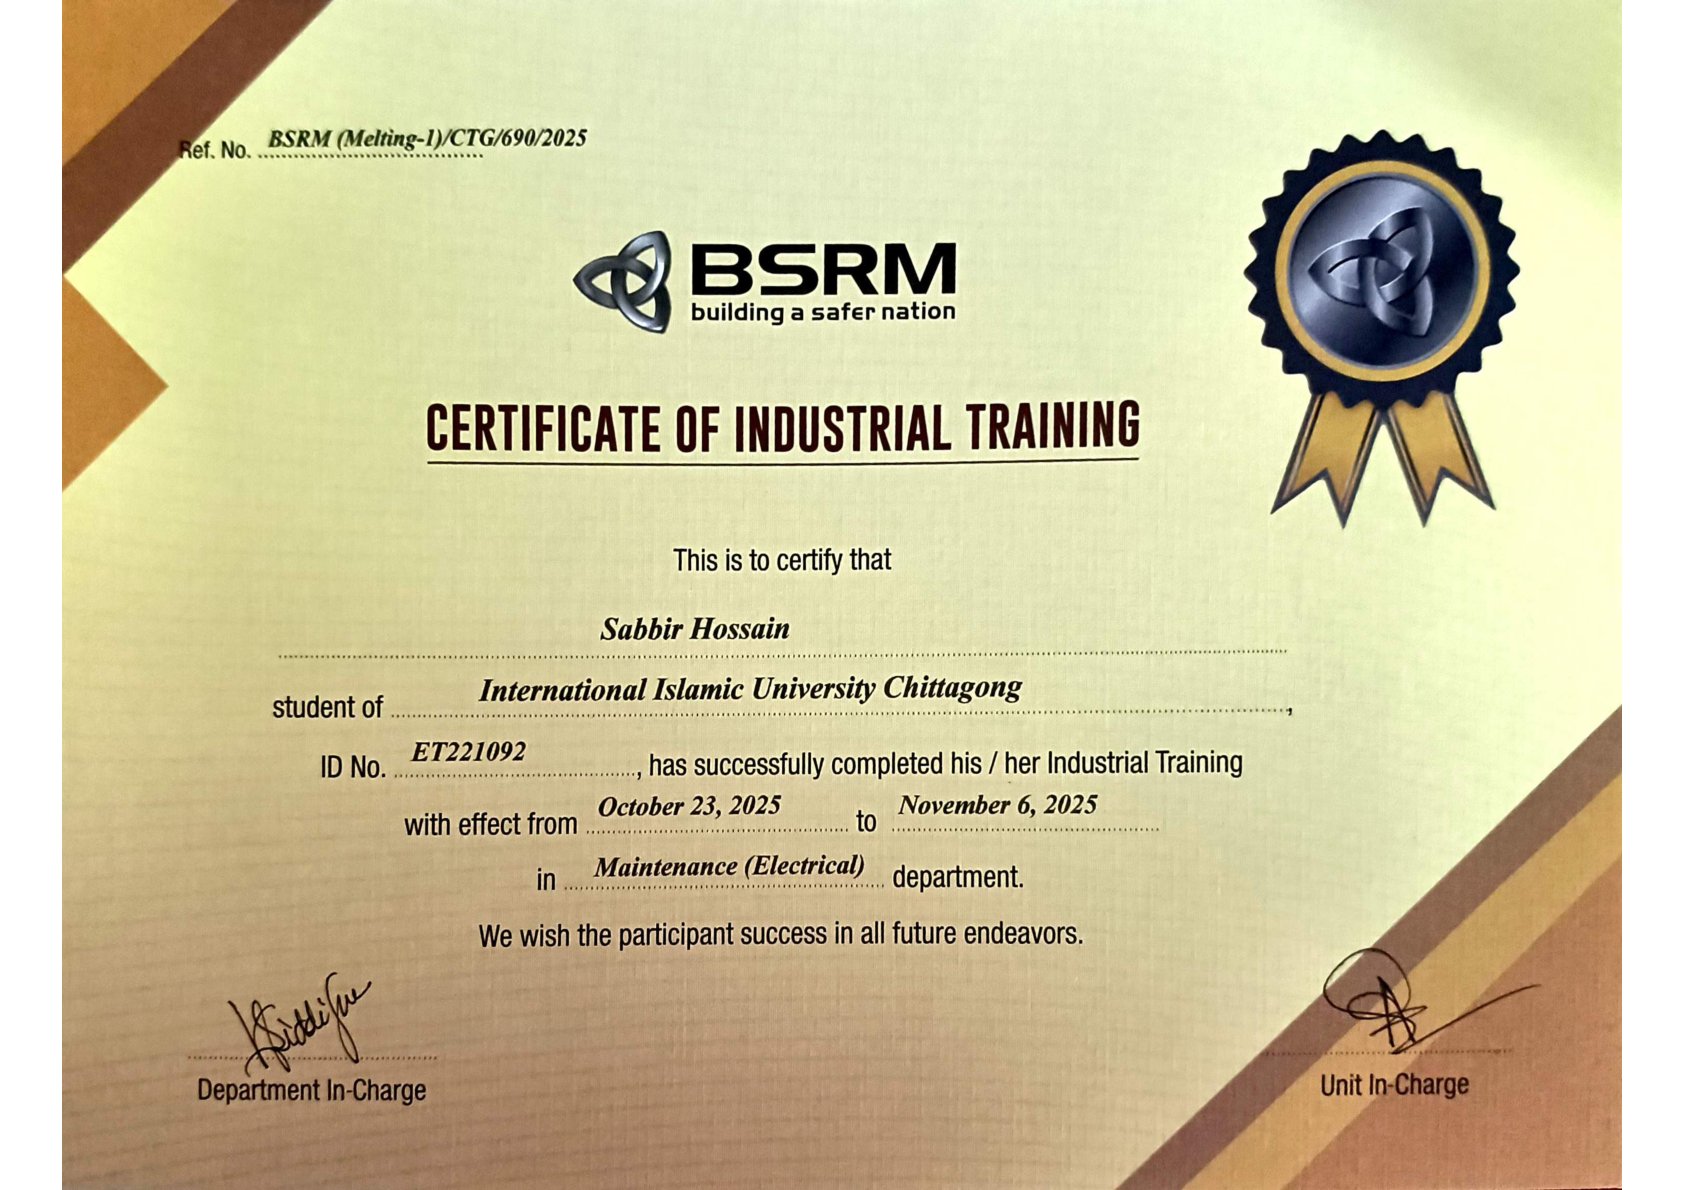 Ref. No. BSRM (Melting-1)/CTG/690/2025
BSRM
building a safer nation
CERTIFICATE OF INDUSTRIAL TRAINING
This is to certify that
Sabbir Hossain
student of International Islamic University Chittagong,
ID No. ET221092, has successfully completed his / her Industrial Training
with effect from October 23, 2025 to November 6, 2025
in Maintenance (Electrical) department.
We wish the participant success in all future endeavors.
Department In-Charge
Unit In-Charge